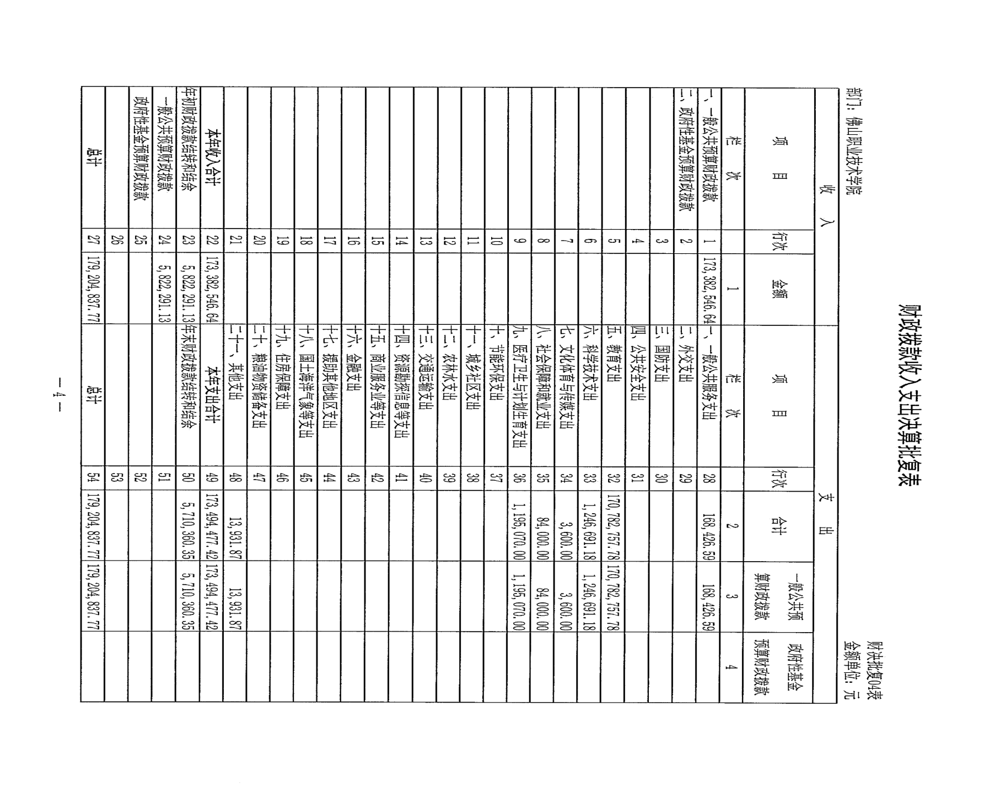 财政拨款收入支出决算批复表
财决批复04表
部门：佛山职业技术学院 金额单位：元
收 入 支 出
项 目 行次 金额 项 目 行次 合计 一般公共预算财政拨款 政府性基金预算财政拨款
栏 次 1 栏 次 2 3 4
一、一般公共预算财政拨款 1 173,382,546.64 一、一般公共服务支出 28 168,426.59 168,426.59
二、政府性基金预算财政拨款 2 二、外交支出 29
3 三、国防支出 30
4 四、公共安全支出 31
5 五、教育支出 32 170,782,757.78 170,782,757.78
6 六、科学技术支出 33 1,246,691.18 1,246,691.18
7 七、文化体育与传媒支出 34 3,600.00 3,600.00
8 八、社会保障和就业支出 35 84,000.00 84,000.00
9 九、医疗卫生与计划生育支出 36 1,195,070.00 1,195,070.00
10 十、节能环保支出 37
11 十一、城乡社区支出 38
12 十二、农林水支出 39
13 十三、交通运输支出 40
14 十四、资源勘探信息等支出 41
15 十五、商业服务业等支出 42
16 十六、金融支出 43
17 十七、援助其他地区支出 44
18 十八、国土海洋气象等支出 45
19 十九、住房保障支出 46
20 二十、粮油物资储备支出 47
21 二十一、其他支出 48 13,931.87 13,931.87
本年收入合计 22 173,382,546.64 本年支出合计 49 173,494,477.42 173,494,477.42
年初财政拨款结转和结余 23 5,822,291.13 年末财政拨款结转和结余 50 5,710,360.35 5,710,360.35
一般公共预算财政拨款 24 5,822,291.13 51
政府性基金预算财政拨款 25 52
26 53
总计 27 179,204,837.77 总计 54 179,204,837.77 179,204,837.77
— 4 —